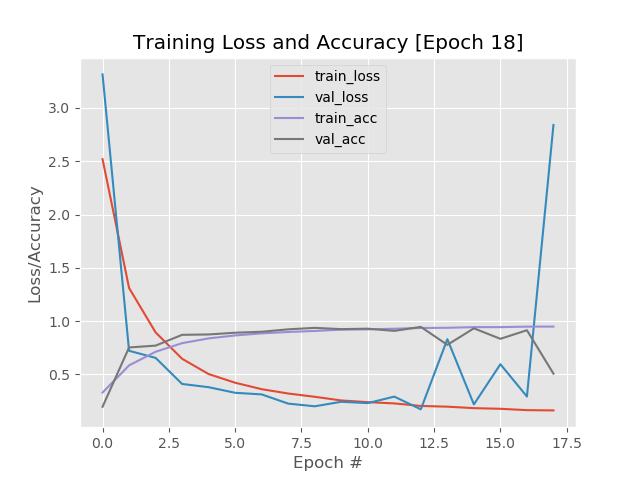 Training Loss and Accuracy [Epoch 18]
train_loss
val_loss
train_acc
val_acc
Loss/Accuracy
3.0
2.5
2.0
1.5
1.0
0.5
0.0 2.5 5.0 7.5 10.0 12.5 15.0 17.5
Epoch #